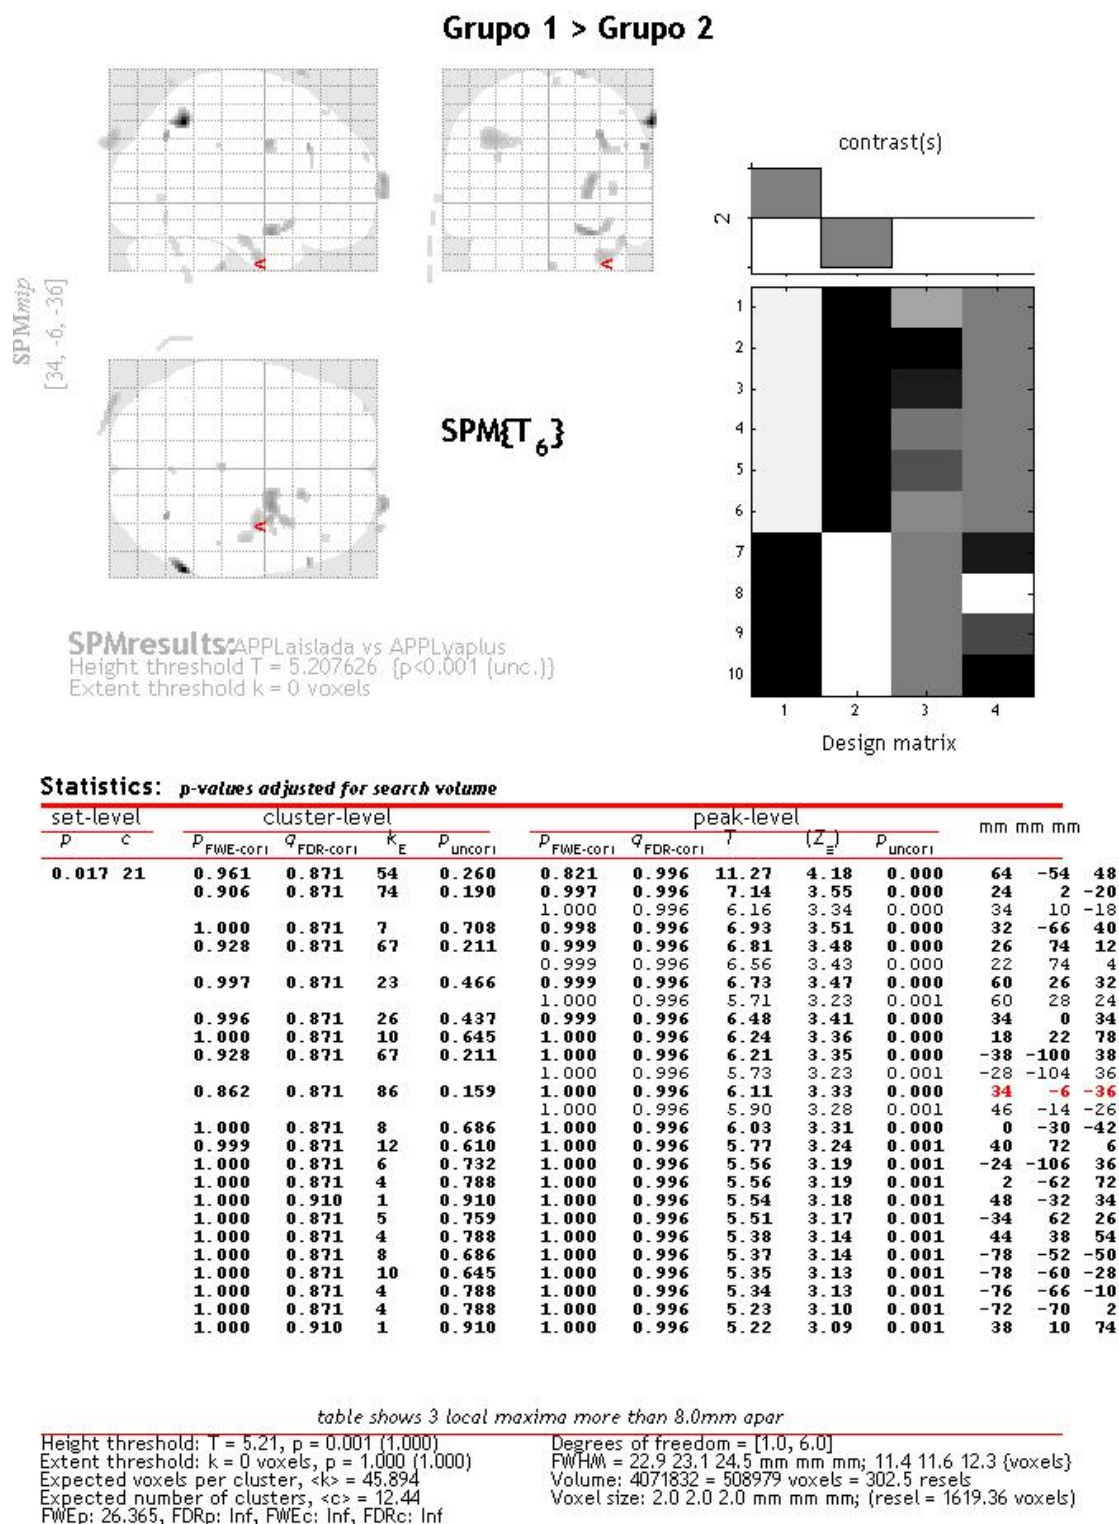 Grupo 1 > Grupo 2
contrast(s)
2
SPMmip
[34, -6, -36]
<
<
<
SPM{T6}
1
2
3
4
5
6
7
8
9
10
1 2 3 4
Design matrix
SPMresults: APPLaislada vs APPLvaplus
Height threshold T = 5.207626 {p<0.001 (unc.)}
Extent threshold k = 0 voxels
Statistics: p-values adjusted for search volume
set-level cluster-level peak-level mm mm mm
p c pFWE-corr qFDR-corr kE puncorr pFWE-corr qFDR-corr T (Z≡) puncorr
0.017 21 0.961 0.871 54 0.260 0.821 0.996 11.27 4.18 0.000 64 -54 48
0.906 0.871 74 0.190 0.997 0.996 7.14 3.55 0.000 24 2 -20
1.000 0.996 6.16 3.34 0.000 34 10 -18
1.000 0.871 7 0.708 0.998 0.996 6.93 3.51 0.000 32 -66 40
0.928 0.871 67 0.211 0.999 0.996 6.81 3.48 0.000 26 74 12
0.999 0.996 6.56 3.43 0.000 22 74 4
0.997 0.871 23 0.466 0.999 0.996 6.73 3.47 0.000 60 26 32
1.000 0.996 5.71 3.23 0.001 60 28 24
0.996 0.871 26 0.437 0.999 0.996 6.48 3.41 0.000 34 0 34
1.000 0.871 10 0.645 1.000 0.996 6.24 3.36 0.000 18 22 78
0.928 0.871 67 0.211 1.000 0.996 6.21 3.35 0.000 -38 -100 38
1.000 0.996 5.73 3.23 0.001 -28 -104 36
0.862 0.871 86 0.159 1.000 0.996 6.11 3.33 0.000 34 -6 -36
1.000 0.996 5.90 3.28 0.001 46 -14 -26
1.000 0.871 8 0.686 1.000 0.996 6.03 3.31 0.000 0 -30 -42
0.999 0.871 12 0.610 1.000 0.996 5.77 3.24 0.001 40 72 6
1.000 0.871 6 0.732 1.000 0.996 5.56 3.19 0.001 -24 -106 36
1.000 0.871 4 0.788 1.000 0.996 5.56 3.19 0.001 2 -62 72
1.000 0.910 1 0.910 1.000 0.996 5.54 3.18 0.001 48 -32 34
1.000 0.871 5 0.759 1.000 0.996 5.51 3.17 0.001 -34 62 26
1.000 0.871 4 0.788 1.000 0.996 5.38 3.14 0.001 44 38 54
1.000 0.871 8 0.686 1.000 0.996 5.37 3.14 0.001 -78 -52 -50
1.000 0.871 10 0.645 1.000 0.996 5.35 3.13 0.001 -78 -60 -28
1.000 0.871 4 0.788 1.000 0.996 5.34 3.13 0.001 -76 -66 -10
1.000 0.871 4 0.788 1.000 0.996 5.23 3.10 0.001 -72 -70 2
1.000 0.910 1 0.910 1.000 0.996 5.22 3.09 0.001 38 10 74
table shows 3 local maxima more than 8.0mm apar
Height threshold: T = 5.21, p = 0.001 (1.000)
Extent threshold: k = 0 voxels, p = 1.000 (1.000)
Expected voxels per cluster, <k> = 45.894
Expected number of clusters, <c> = 12.44
FWEp: 26.365, FDRp: Inf, FWEc: Inf, FDRc: Inf
Degrees of freedom = [1.0, 6.0]
FWHM = 22.9 23.1 24.5 mm mm mm; 11.4 11.6 12.3 {voxels}
Volume: 4071832 = 508979 voxels = 302.5 resels
Voxel size: 2.0 2.0 2.0 mm mm mm; (resel = 1619.36 voxels)